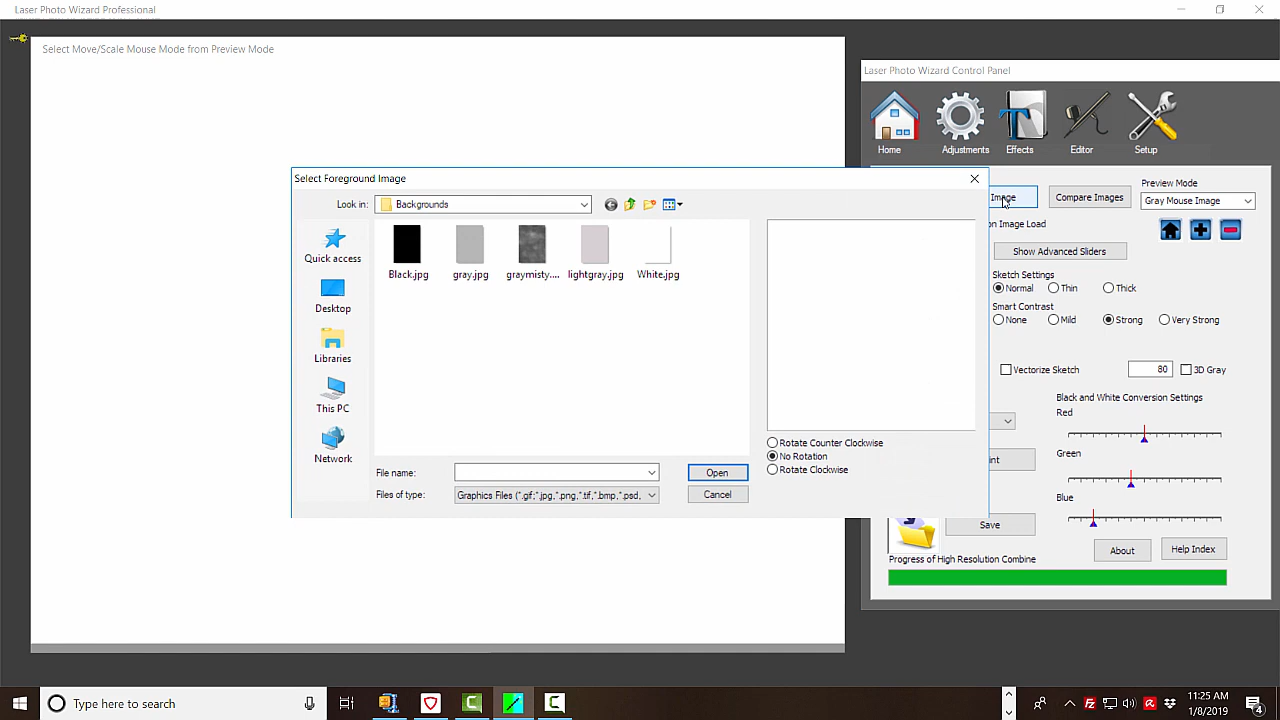 Laser Photo Wizard Professional
Select Move/Scale Mouse Mode from Preview Mode
Laser Photo Wizard Control Panel
Home
Adjustments
Effects
Editor
Setup
Select Foreground Image
Look in:
Backgrounds
Quick access
Desktop
Libraries
This PC
Network
Black.jpg
gray.jpg
graymisty....
lightgray.jpg
White.jpg
Rotate Counter Clockwise
No Rotation
Rotate Clockwise
File name:
Open
Files of type:
Graphics Files (*.gif;*.jpg;*.png,*.tif,*.bmp,*.psd,
Cancel
Image
Compare Images
Preview Mode
Gray Mouse Image
on Image Load
Show Advanced Sliders
Sketch Settings
Normal
Thin
Thick
Smart Contrast
None
Mild
Strong
Very Strong
Vectorize Sketch
80
3D Gray
Black and White Conversion Settings
Red
Green
Blue
int
Save
About
Help Index
Progress of High Resolution Combine
Type here to search
11:25 AM
1/8/2019
4